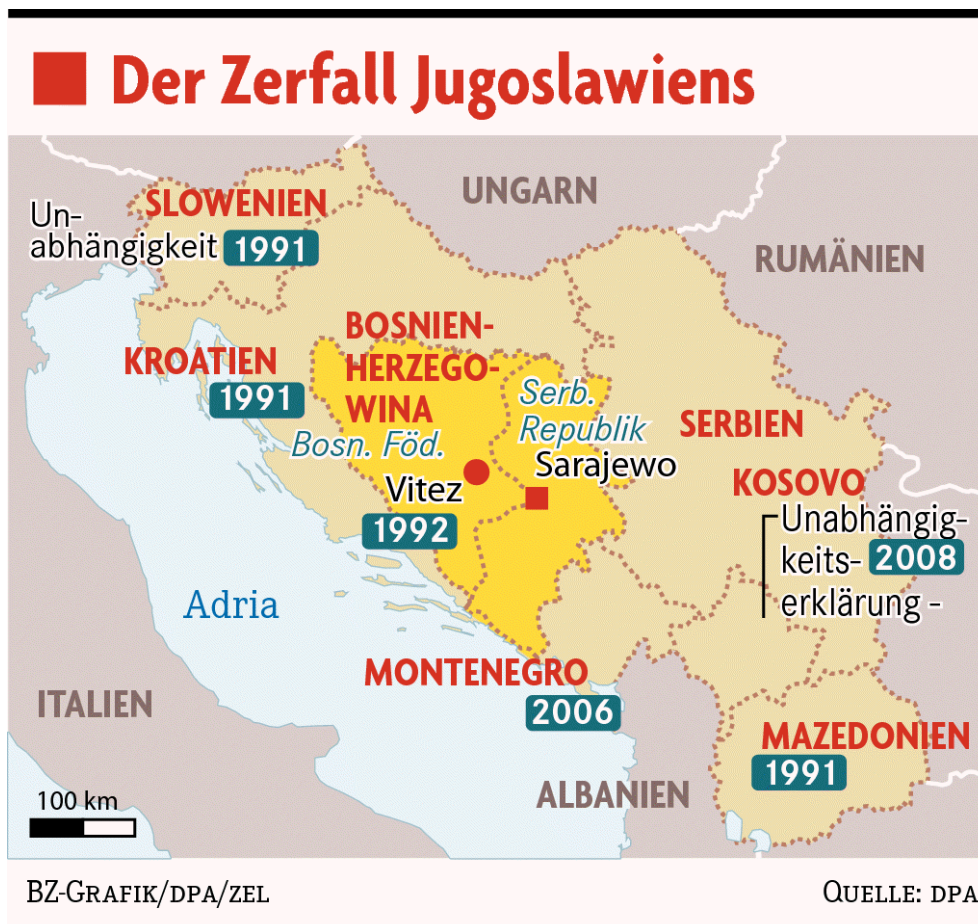 Der Zerfall Jugoslawiens
UNGARN
SLOWENIEN
Un-
abhängigkeit 1991
RUMÄNIEN
BOSNIEN-
HERZEGO-
WINA
KROATIEN
1991
Serb.
Republik
Bosn. Föd.
SERBIEN
Sarajewo
Vitez
1992
KOSOVO
Unabhängig-
keits- 2008
erklärung -
Adria
MONTENEGRO
2006
ITALIEN
MAZEDONIEN
1991
ALBANIEN
100 km
BZ-GRAFIK/DPA/ZEL
QUELLE: DPA